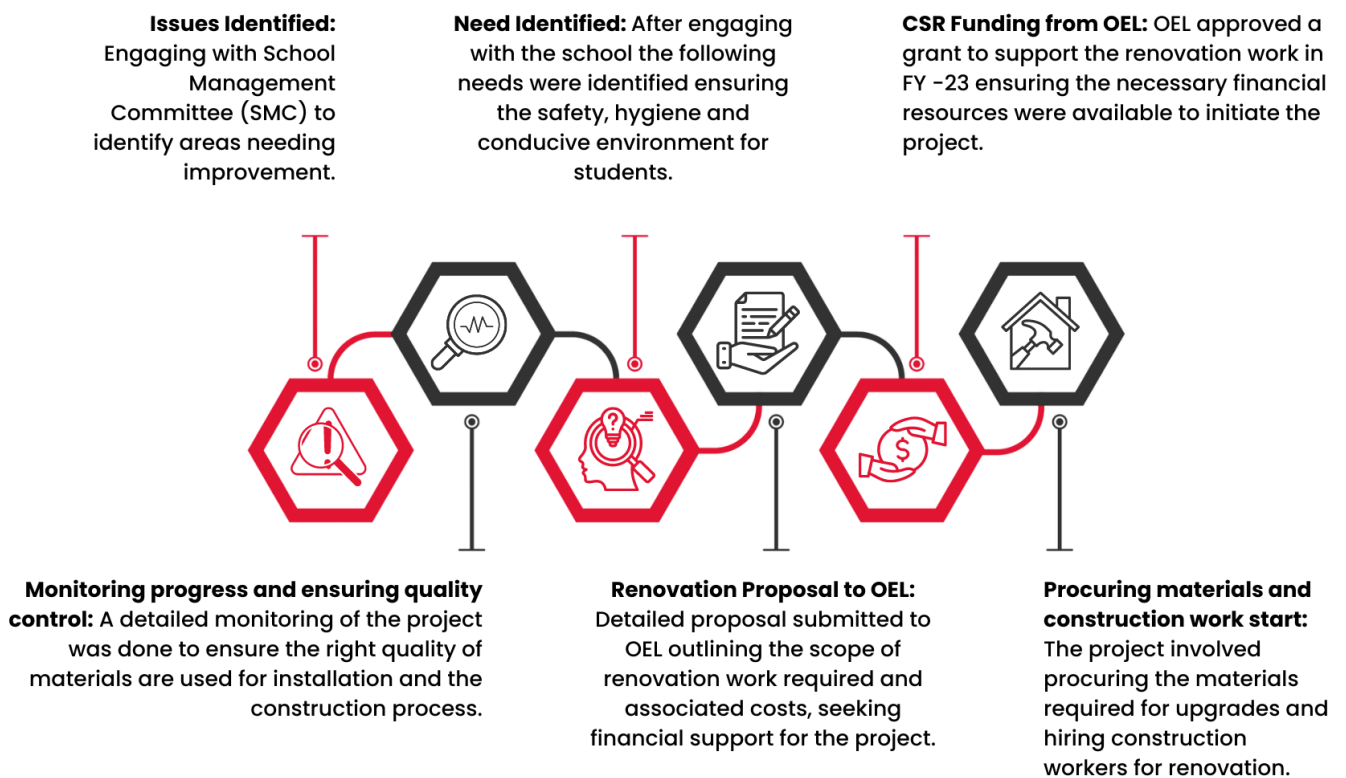 Issues Identified:
Engaging with School
Management
Committee (SMC) to
identify areas needing
improvement.
Need Identified: After engaging
with the school the following
needs were identified ensuring
the safety, hygiene and
conducive environment for
students.
CSR Funding from OEL: OEL approved a
grant to support the renovation work in
FY -23 ensuring the necessary financial
resources were available to initiate the
project.
?
$
Monitoring progress and ensuring quality
control: A detailed monitoring of the project
was done to ensure the right quality of
materials are used for installation and the
construction process.
Renovation Proposal to OEL:
Detailed proposal submitted to
OEL outlining the scope of
renovation work required and
associated costs, seeking
financial support for the project.
Procuring materials and
construction work start:
The project involved
procuring the materials
required for upgrades and
hiring construction
workers for renovation.